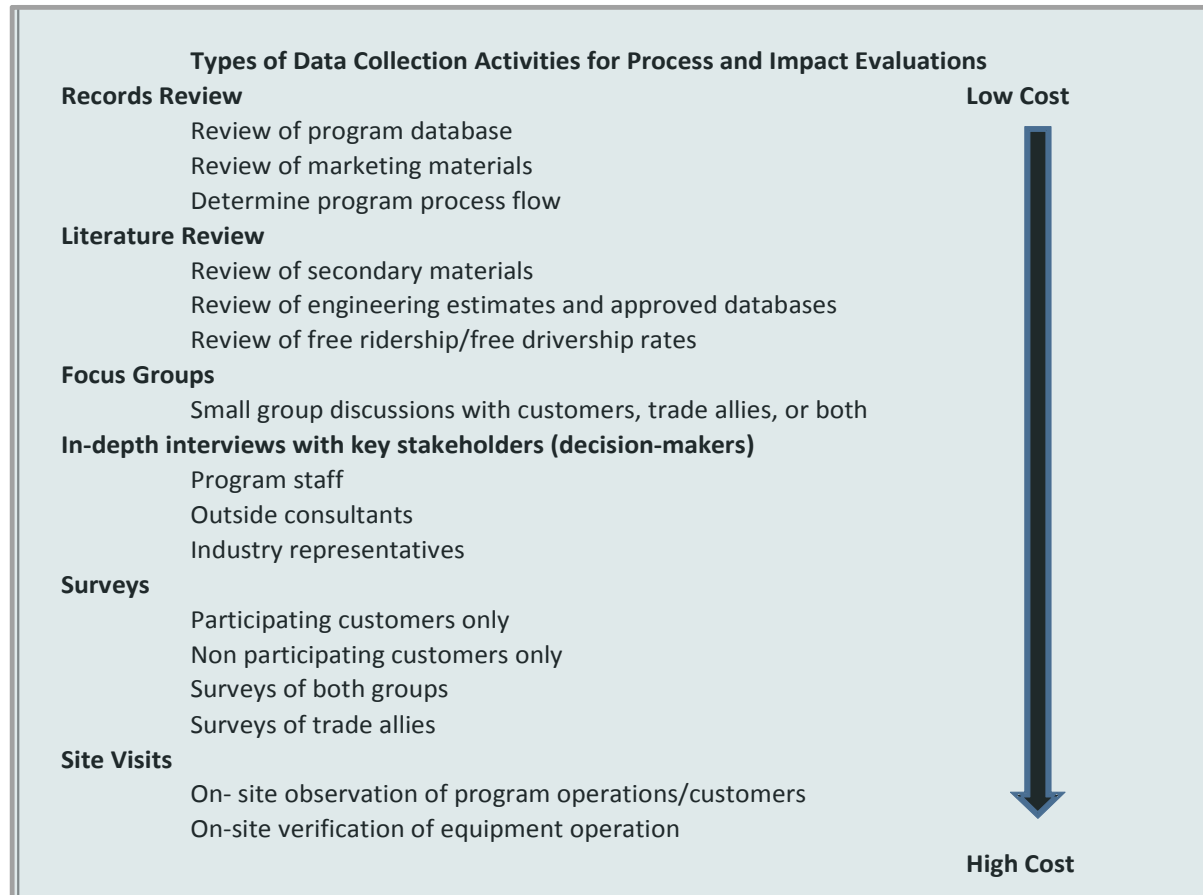 Types of Data Collection Activities for Process and Impact Evaluations
Records Review Low Cost
Review of program database
Review of marketing materials
Determine program process flow
Literature Review
Review of secondary materials
Review of engineering estimates and approved databases
Review of free ridership/free drivership rates
Focus Groups
Small group discussions with customers, trade allies, or both
In-depth interviews with key stakeholders (decision-makers)
Program staff
Outside consultants
Industry representatives
Surveys
Participating customers only
Non participating customers only
Surveys of both groups
Surveys of trade allies
Site Visits
On- site observation of program operations/customers
On-site verification of equipment operation
High Cost